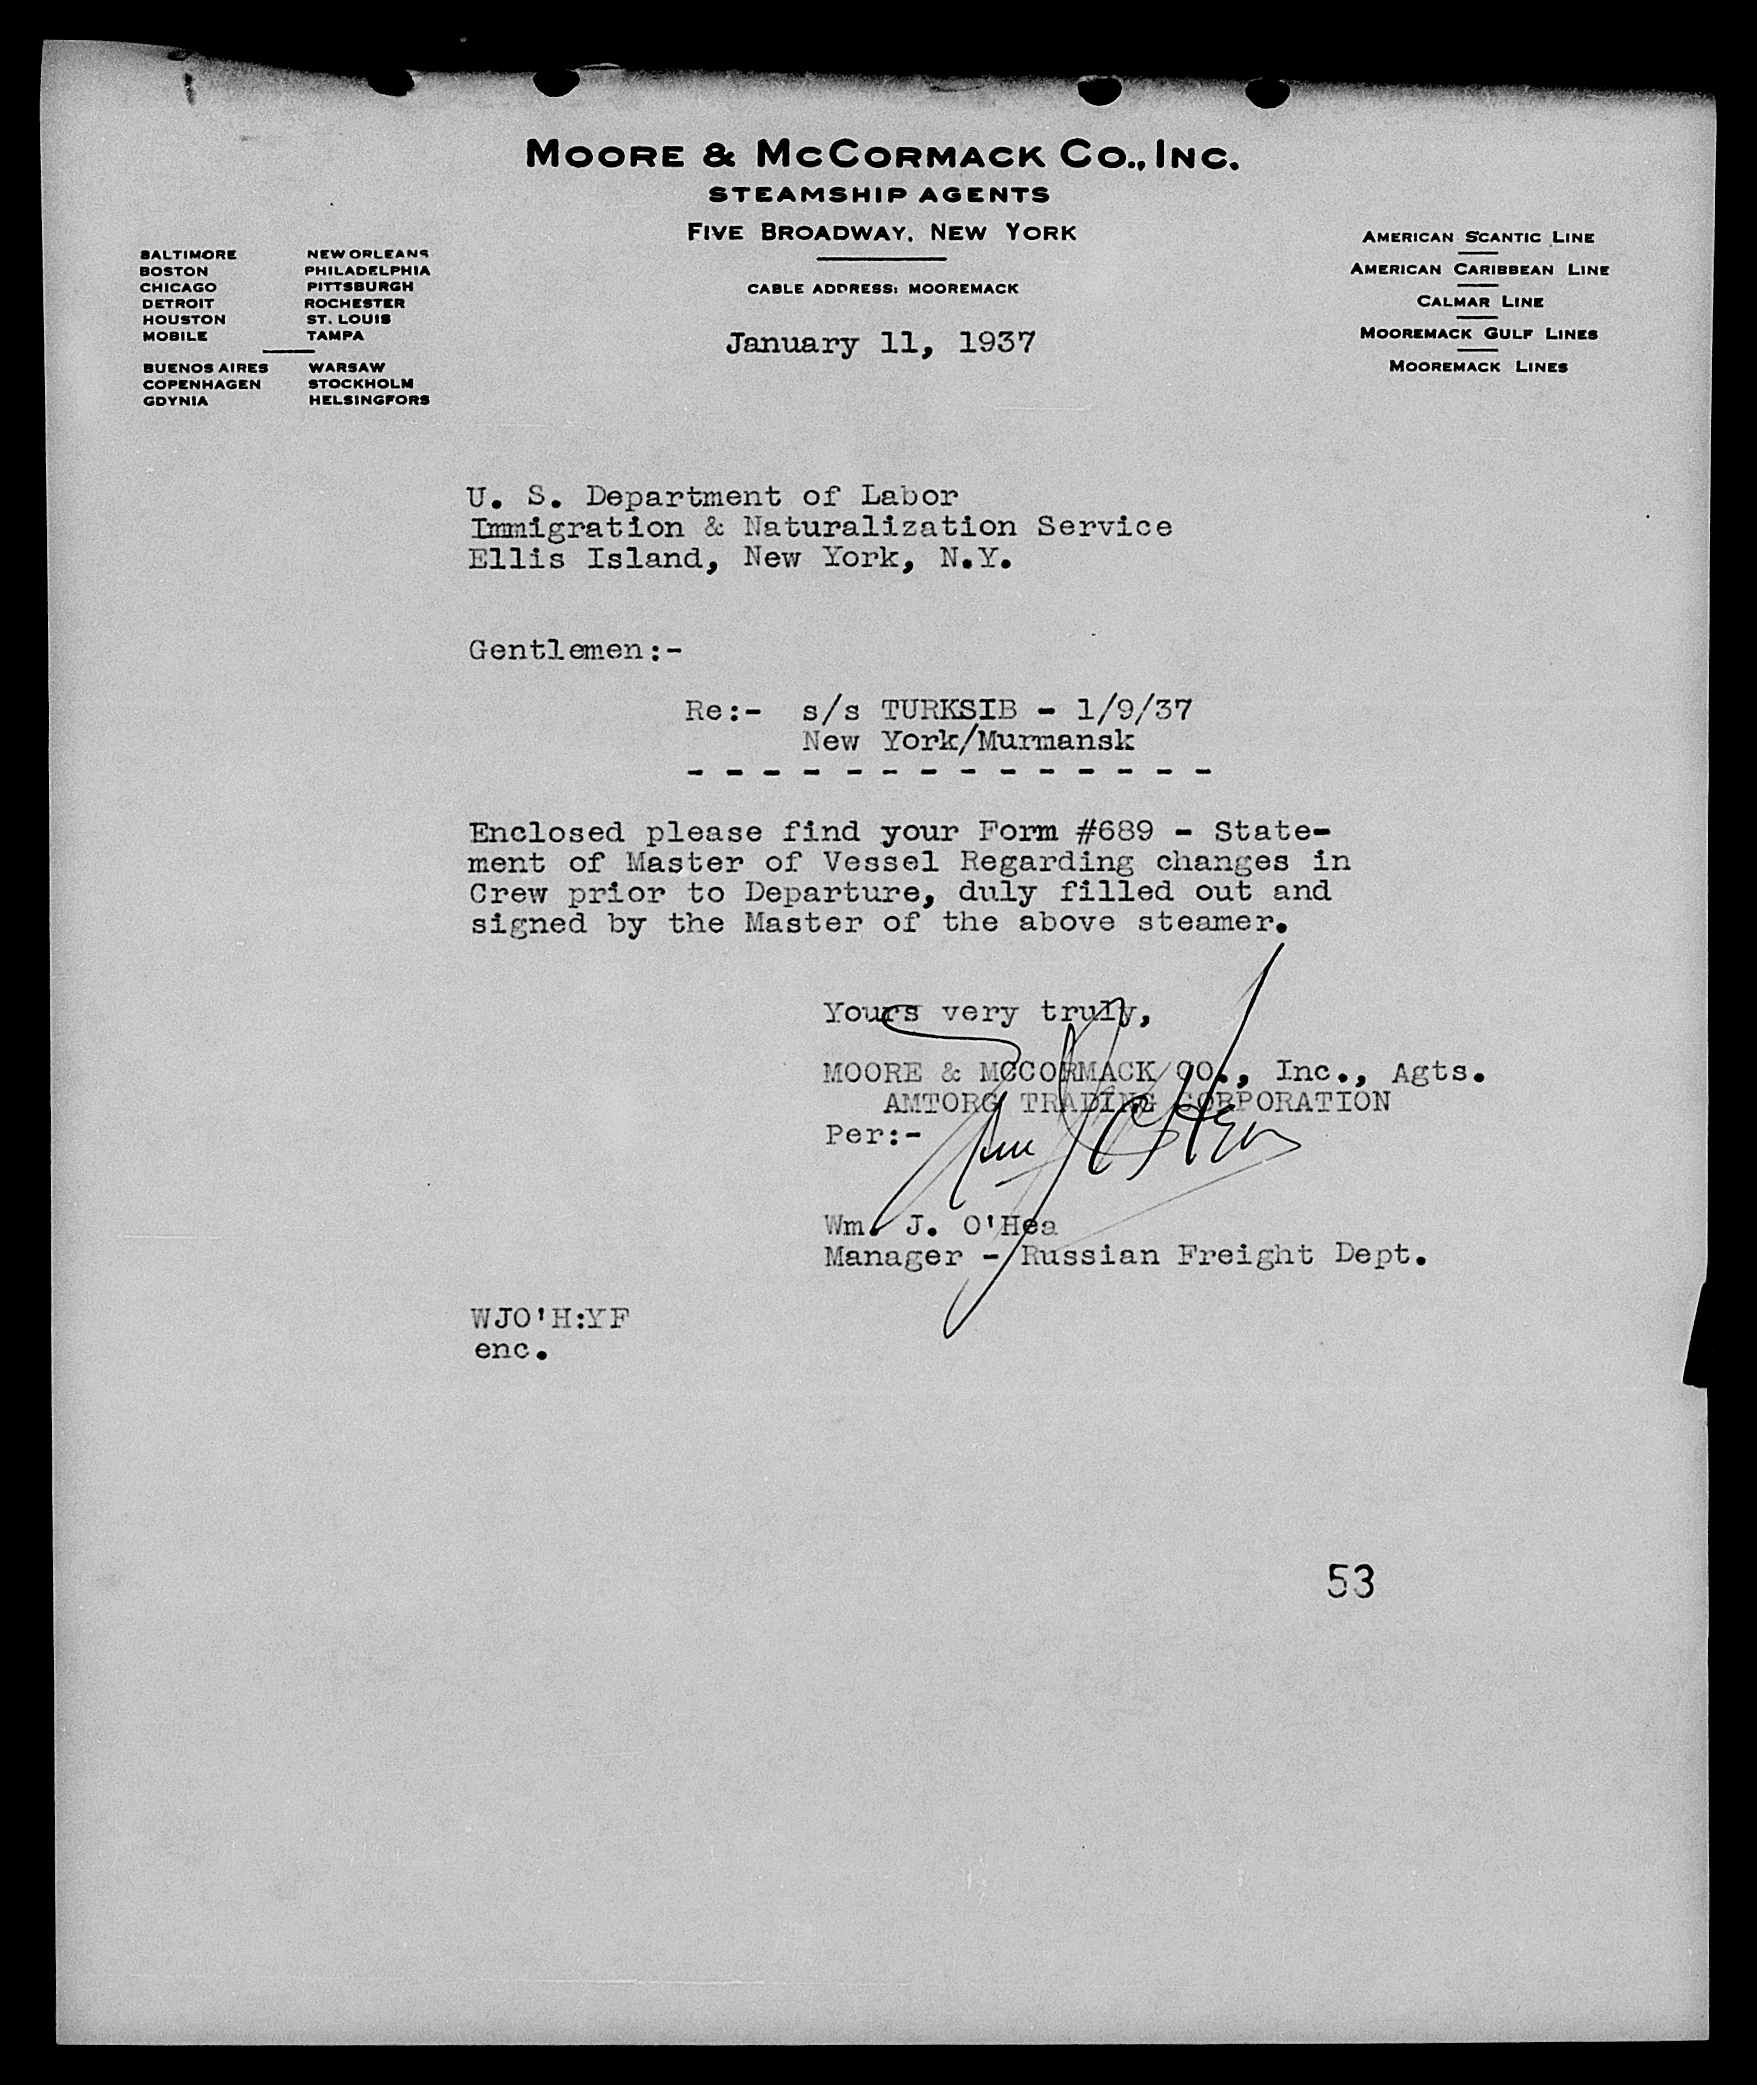 MOORE & MCCORMACK CO., INC.
STEAMSHIP AGENTS
FIVE BROADWAY, NEW YORK
CABLE ADDRESS: MOOREMACK
BALTIMORE NEW ORLEANS
BOSTON PHILADELPHIA
CHICAGO PITTSBURGH
DETROIT ROCHESTER
HOUSTON ST. LOUIS
MOBILE TAMPA
BUENOS AIRES WARSAW
COPENHAGEN STOCKHOLM
GDYNIA HELSINGFORS
AMERICAN SCANTIC LINE
AMERICAN CARIBBEAN LINE
CALMAR LINE
MOOREMACK GULF LINES
MOOREMACK LINES
January 11, 1937
U. S. Department of Labor
Immigration & Naturalization Service
Ellis Island, New York, N.Y.
Gentlemen:-
Re:- s/s TURKSIB - 1/9/37
New York/Murmansk
- - - - - - - - - - - - - -
Enclosed please find your Form #689 - State-
ment of Master of Vessel Regarding changes in
Crew prior to Departure, duly filled out and
signed by the Master of the above steamer.
Yours very truly,
MOORE & MCCORMACK CO., Inc., Agts.
AMTORG TRADING CORPORATION
Per:-
Wm. J. O'Hea
Manager - Russian Freight Dept.
WJO'H:YF
enc.
53